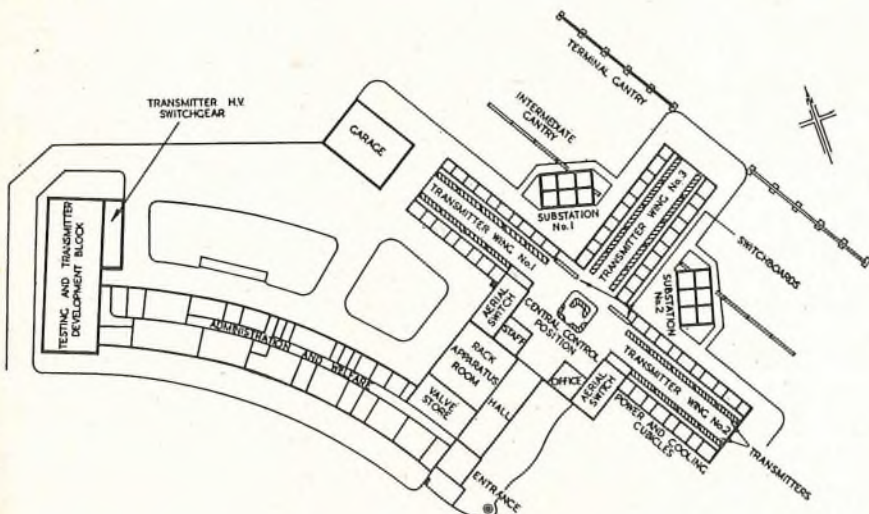 TERMINAL GANTRY
TRANSMITTER H.V.
SWITCHGEAR
INTERMEDIATE
GANTRY
GARAGE
TRANSMITTER WING No.1
SUBSTATION
No.1
TRANSMITTER WING No.3
TRANSMITTERS
SWITCHBOARDS
TESTING AND TRANSMITTER
DEVELOPMENT BLOCK
ADMINISTRATION AND WELFARE
AERIAL
SWITCH
STAFF
CENTRAL CONTROL
POSITION
SUBSTATION
No.2
RACK
APPARATUS
ROOM
VALVE
STORE
HALL
OFFICE
AERIAL
SWITCH
TRANSMITTER WING No.2
POWER AND COOLING
CUBICLES
TRANSMITTERS
ENTRANCE